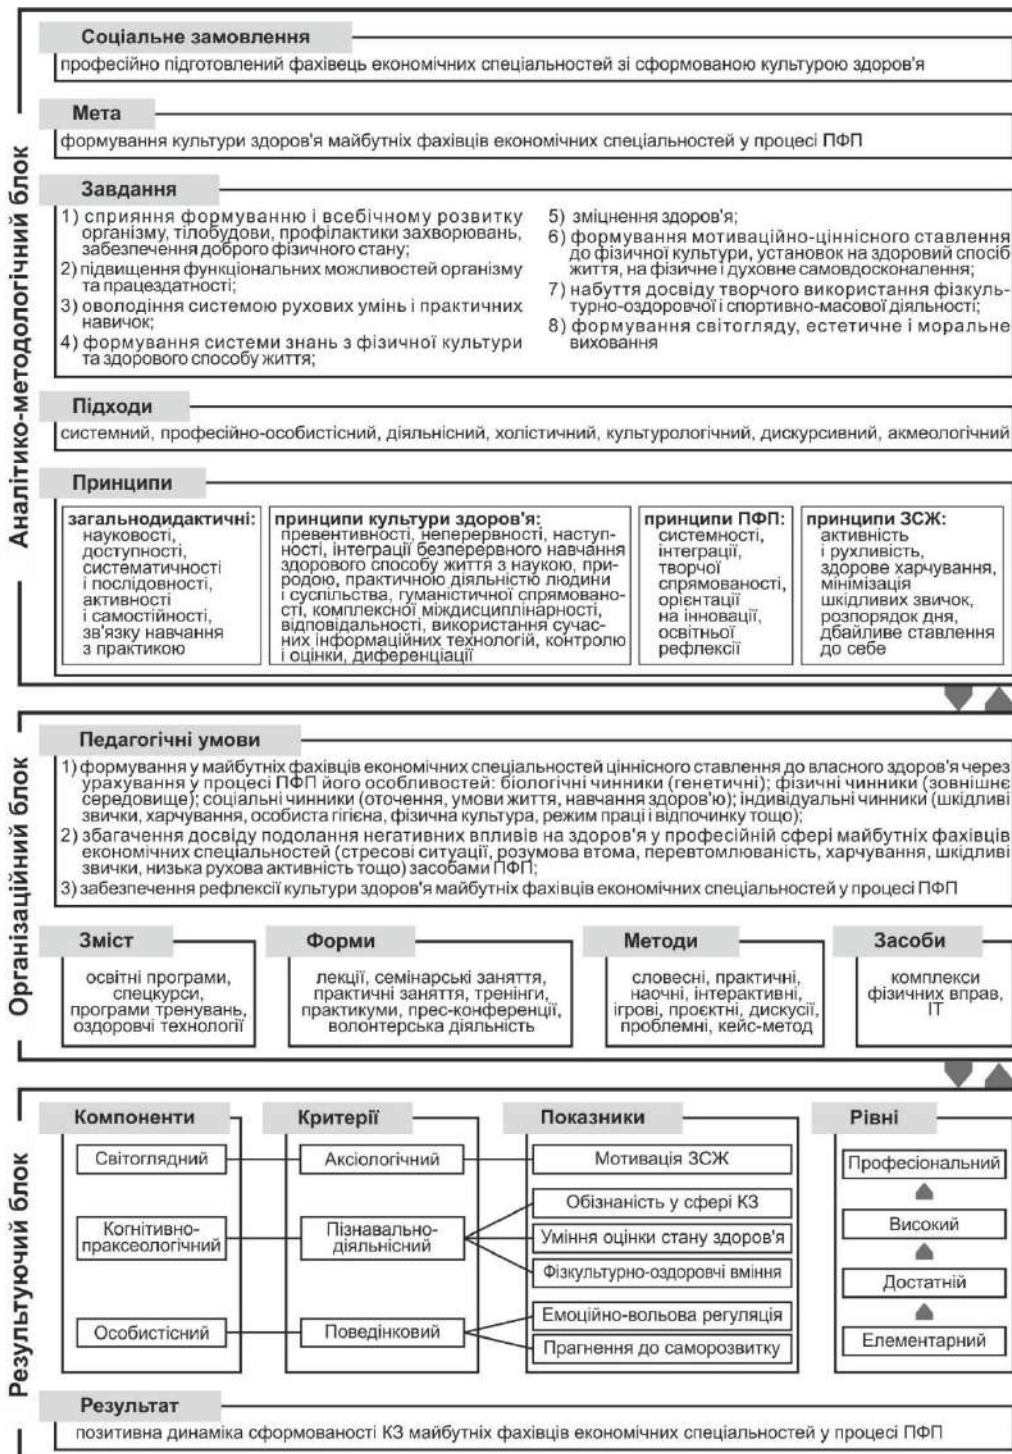 Аналітико-методологічний блок
Соціальне замовлення
професійно підготовлений фахівець економічних спеціальностей зі сформованою культурою здоров'я
Мета
формування культури здоров'я майбутніх фахівців економічних спеціальностей у процесі ПФП
Завдання
1) сприяння формуванню і всебічному розвитку
організму, тілобудови, профілактики захворювань,
забезпечення доброго фізичного стану;
2) підвищення функціональних можливостей організму
та працездатності;
3) оволодіння системою рухових умінь і практичних
навичок;
4) формування системи знань з фізичної культури
та здорового способу життя;
5) зміцнення здоров'я;
6) формування мотиваційно-ціннісного ставлення
до фізичної культури, установок на здоровий спосіб
життя, на фізичне і духовне самовдосконалення;
7) набуття досвіду творчого використання фізкуль-
турно-оздоровчої і спортивно-масової діяльності;
8) формування світогляду, естетичне і моральне
виховання
Підходи
системний, професійно-особистісний, діяльнісний, холістичний, культурологічний, дискурсивний, акмеологічний
Принципи
загальнодидактичні:
науковості,
доступності,
систематичності
і послідовності,
активності
і самостійності,
зв'язку навчання
з практикою
принципи культури здоров'я:
превентивності, неперервності, наступ-
ності, інтеграції безперервного навчання
здорового способу життя з наукою, при-
родою, практичною діяльністю людини
і суспільства, гуманістичної спрямовано-
сті, комплексної міждисциплінарності,
відповідальності, використання сучас-
них інформаційних технологій, контролю
і оцінки, диференціації
принципи ПФП:
системності,
інтеграції,
творчої
спрямованості,
орієнтації
на інновації,
освітньої
рефлексії
принципи ЗСЖ:
активність
і рухливість,
здорове харчування,
мінімізація
шкідливих звичок,
розпорядок дня,
дбайливе ставлення
до себе
Організаційний блок
Педагогічні умови
1) формування у майбутніх фахівців економічних спеціальностей ціннісного ставлення до власного здоров'я через
урахування у процесі ПФП його особливостей: біологічні чинники (генетичні); фізичні чинники (зовнішнє
середовище); соціальні чинники (оточення, умови життя, навчання здоров'ю); індивідуальні чинники (шкідливі
звички, харчування, особиста гігієна, фізична культура, режим праці і відпочинку тощо);
2) збагачення досвіду подолання негативних впливів на здоров'я у професійній сфері майбутніх фахівців
економічних спеціальностей (стресові ситуації, розумова втома, перевтомлюваність, харчування, шкідливі
звички, низька рухова активність тощо) засобами ПФП;
3) забезпечення рефлексії культури здоров'я майбутніх фахівців економічних спеціальностей у процесі ПФП
Зміст
освітні програми,
спецкурси,
програми тренувань,
оздоровчі технології
Форми
лекції, семінарські заняття,
практичні заняття, тренінги,
практикуми, прес-конференції,
волонтерська діяльність
Методи
словесні, практичні,
наочні, інтерактивні,
ігрові, проєктні, дискусії,
проблемні, кейс-метод
Засоби
комплекси
фізичних вправ,
ІТ
Результуючий блок
Компоненти
Світоглядний
Когнітивно-
праксеологічний
Особистісний
Критерії
Аксіологічний
Пізнавально-
діяльнісний
Поведінковий
Показники
Мотивація ЗСЖ
Обізнаність у сфері КЗ
Уміння оцінки стану здоров'я
Фізкультурно-оздоровчі вміння
Емоційно-вольова регуляція
Прагнення до саморозвитку
Рівні
Професіональний
Високий
Достатній
Елементарний
Результат
позитивна динаміка сформованості КЗ майбутніх фахівців економічних спеціальностей у процесі ПФП